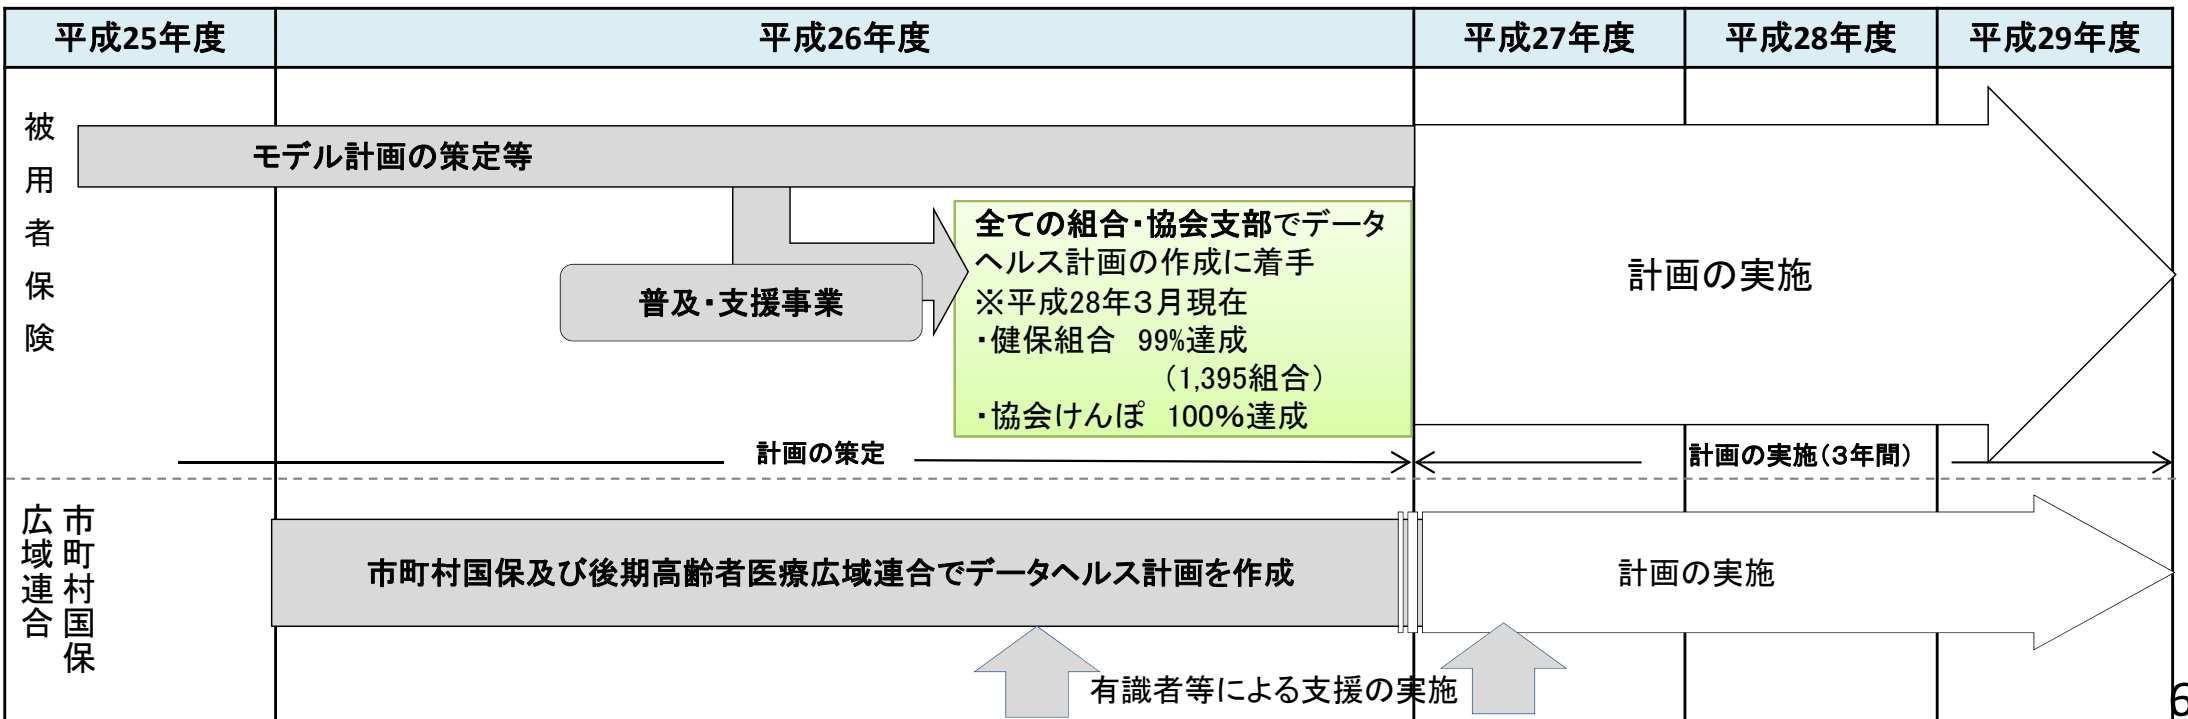 平成25年度
平成26年度
平成27年度
平成28年度
平成29年度
被用者保険
モデル計画の策定等
普及・支援事業
全ての組合・協会支部でデータ
ヘルス計画の作成に着手
※平成28年３月現在
・健保組合　99%達成
（1,395組合）
・協会けんぽ　100％達成
計画の実施
計画の策定
計画の実施（３年間）
市町村国保
広域連合
市町村国保及び後期高齢者医療広域連合でデータヘルス計画を作成
計画の実施
有識者等による支援の実施
6